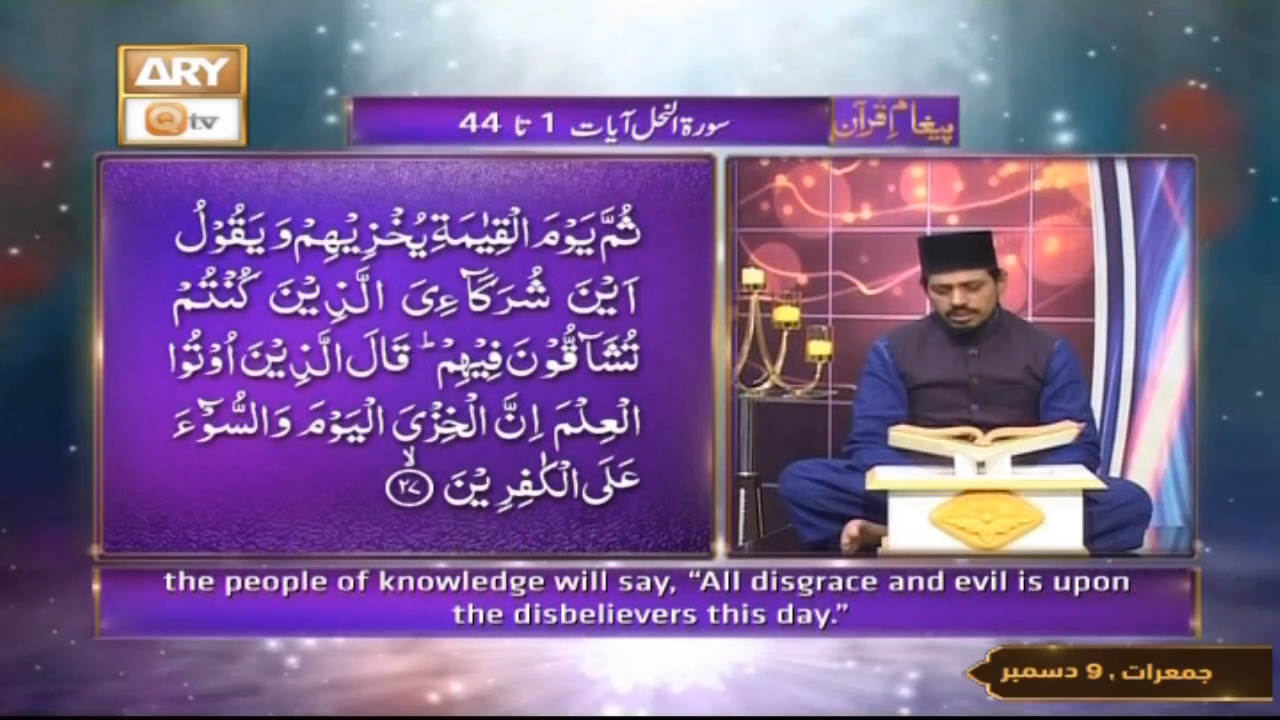 ARY
Qtv
پیغامِ قرآن
سورۃ النحل آیات 1 تا 44
ثُمَّ يَوْمَ الْقِيٰمَةِ يُخْزِيْهِمْ وَ يَقُوْلُ
اَيْنَ شُرَكَآءِىَ الَّذِيْنَ كُنْتُمْ
تُشَآقُّوْنَ فِيْهِمْ ؕ قَالَ الَّذِيْنَ اُوْتُوا
الْعِلْمَ اِنَّ الْخِزْىَ الْيَوْمَ وَالسُّوْٓءَ
عَلَى الْكٰفِرِيْنَ ۙ ﴿۲۷﴾
the people of knowledge will say, “All disgrace and evil is upon
the disbelievers this day.”
جمعرات ، 9 دسمبر